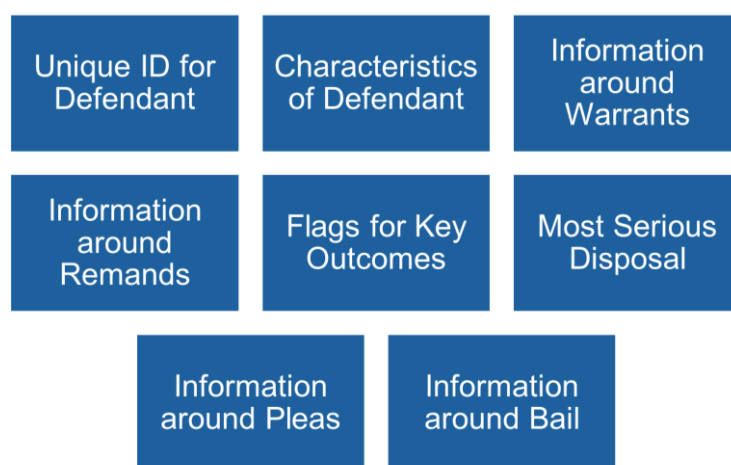 Unique ID for
Defendant
Characteristics
of Defendant
Information
around
Warrants
Information
around
Remands
Flags for Key
Outcomes
Most Serious
Disposal
Information
around Pleas
Information
around Bail